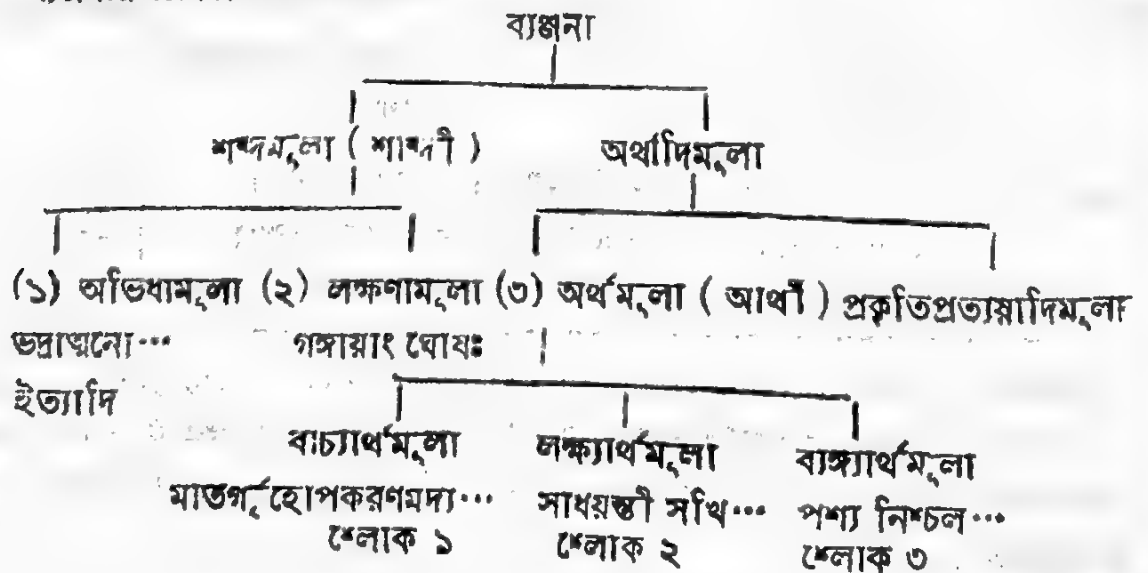 ব্যঞ্জনা
শব্দমূলা ( শাব্দী ) অর্থাদিমূলা
(১) অভিধামূলা (২) লক্ষণামূলা (৩) অর্থমূলা ( আর্থী ) প্রকৃতিপ্রত্যয়াদিমূলা
ভদ্রাত্মনো… গঙ্গায়াং ঘোষঃ
ইত্যাদি
বাচ্যার্থমূলা লক্ষ্যার্থমূলা ব্যঙ্গ্যার্থমূলা
মাতর্গৃহোপকরণমদ্য… সাধয়ন্তী সখি… পশ্য নিশ্চল…
শ্লোক ১ শ্লোক ২ শ্লোক ৩